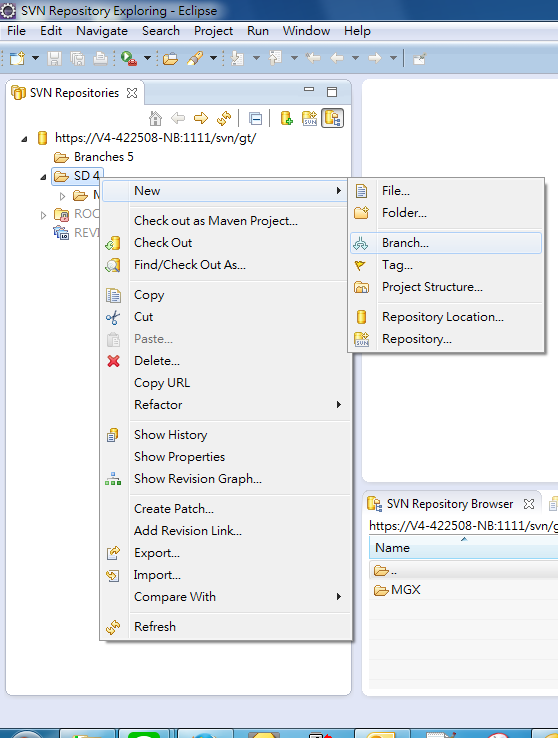 SVN Repository Exploring - Eclipse
File Edit Navigate Search Project Run Window Help
SVN Repositories
https://V4-422508-NB:1111/svn/gt/
Branches 5
SD 4
ROO
REVI
New
Check out as Maven Project...
Check Out
Find/Check Out As...
Copy
Cut
Paste...
Delete...
Copy URL
Refactor
Show History
Show Properties
Show Revision Graph...
Create Patch...
Add Revision Link...
Export...
Import...
Compare With
Refresh
File...
Folder...
Branch...
Tag...
Project Structure...
Repository Location...
Repository...
SVN Repository Browser
https://V4-422508-NB:1111/svn/g
Name
..
MGX